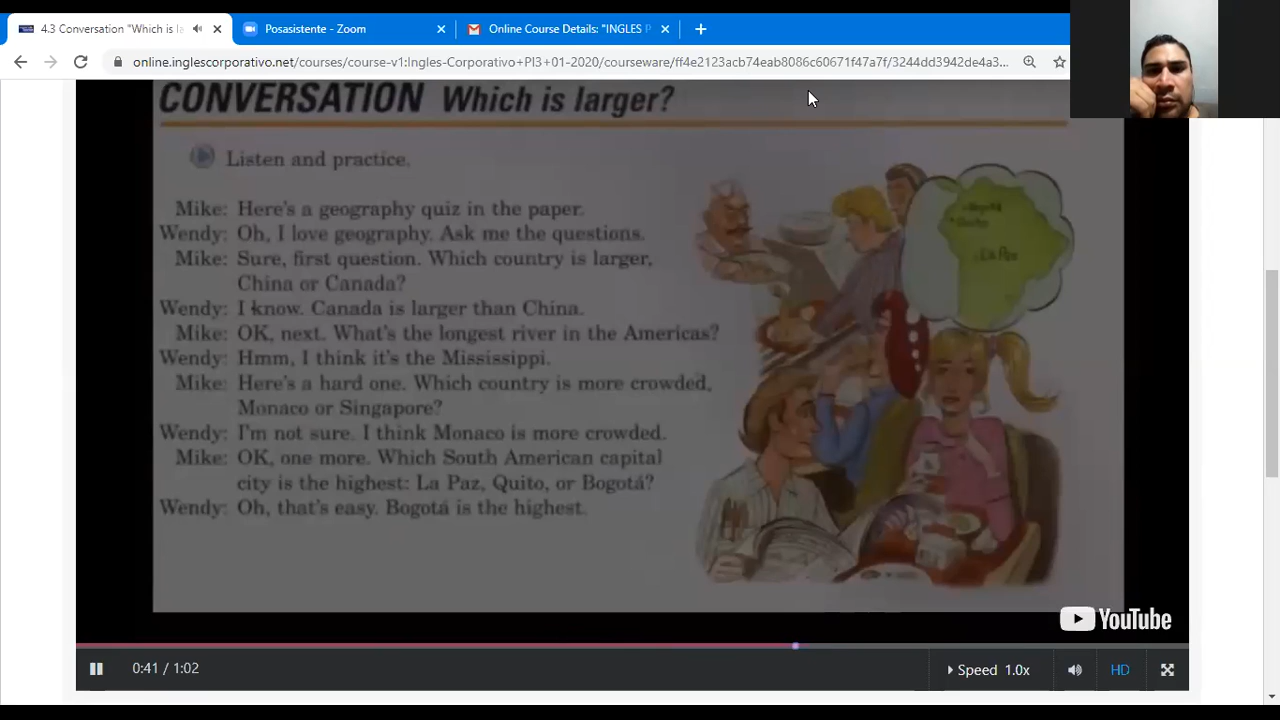 4.3 Conversation "Which is la
Posasistente - Zoom
Online Course Details: "INGLES P
online.inglescorporativo.net/courses/course-v1:Ingles-Corporativo+PI3+01-2020/courseware/ff4e2123acb74eab8086c60671f47a7f/3244dd3942de4a3...
CONVERSATION Which is larger?
Listen and practice.
Mike: Here's a geography quiz in the paper.
Wendy: Oh, I love geography. Ask me the questions.
Mike: Sure, first question. Which country is larger,
China or Canada?
Wendy: I know. Canada is larger than China.
Mike: OK, next. What's the longest river in the Americas?
Wendy: Hmm, I think it's the Mississippi.
Mike: Here's a hard one. Which country is more crowded,
Monaco or Singapore?
Wendy: I'm not sure. I think Monaco is more crowded.
Mike: OK, one more. Which South American capital
city is the highest: La Paz, Quito, or Bogotá?
Wendy: Oh, that's easy. Bogotá is the highest.
Bogotá
Quito
La Paz
YouTube
0:41 / 1:02
Speed 1.0x
HD